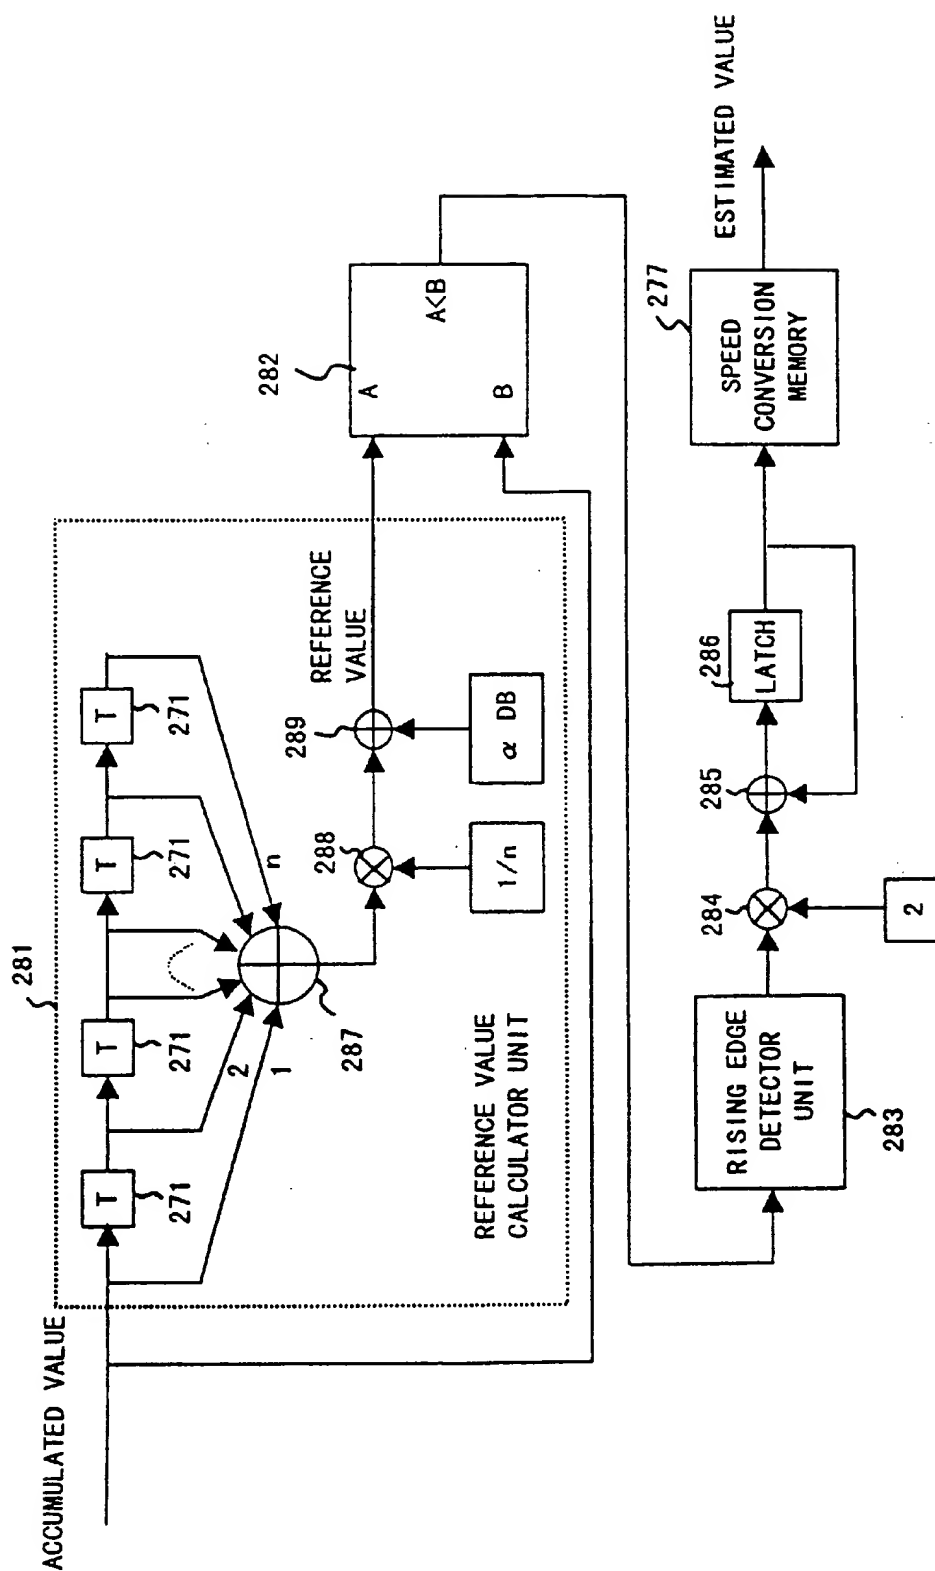 ACCUMULATED VALUE
281
T
271
T
271
T
271
T
271
1
2
n
287
288
1/n
289
α DB
REFERENCE
VALUE
REFERENCE VALUE
CALCULATOR UNIT
282
A
B
A<B
RISING EDGE
DETECTOR
UNIT
283
284
2
285
286
LATCH
277
SPEED
CONVERSION
MEMORY
ESTIMATED VALUE